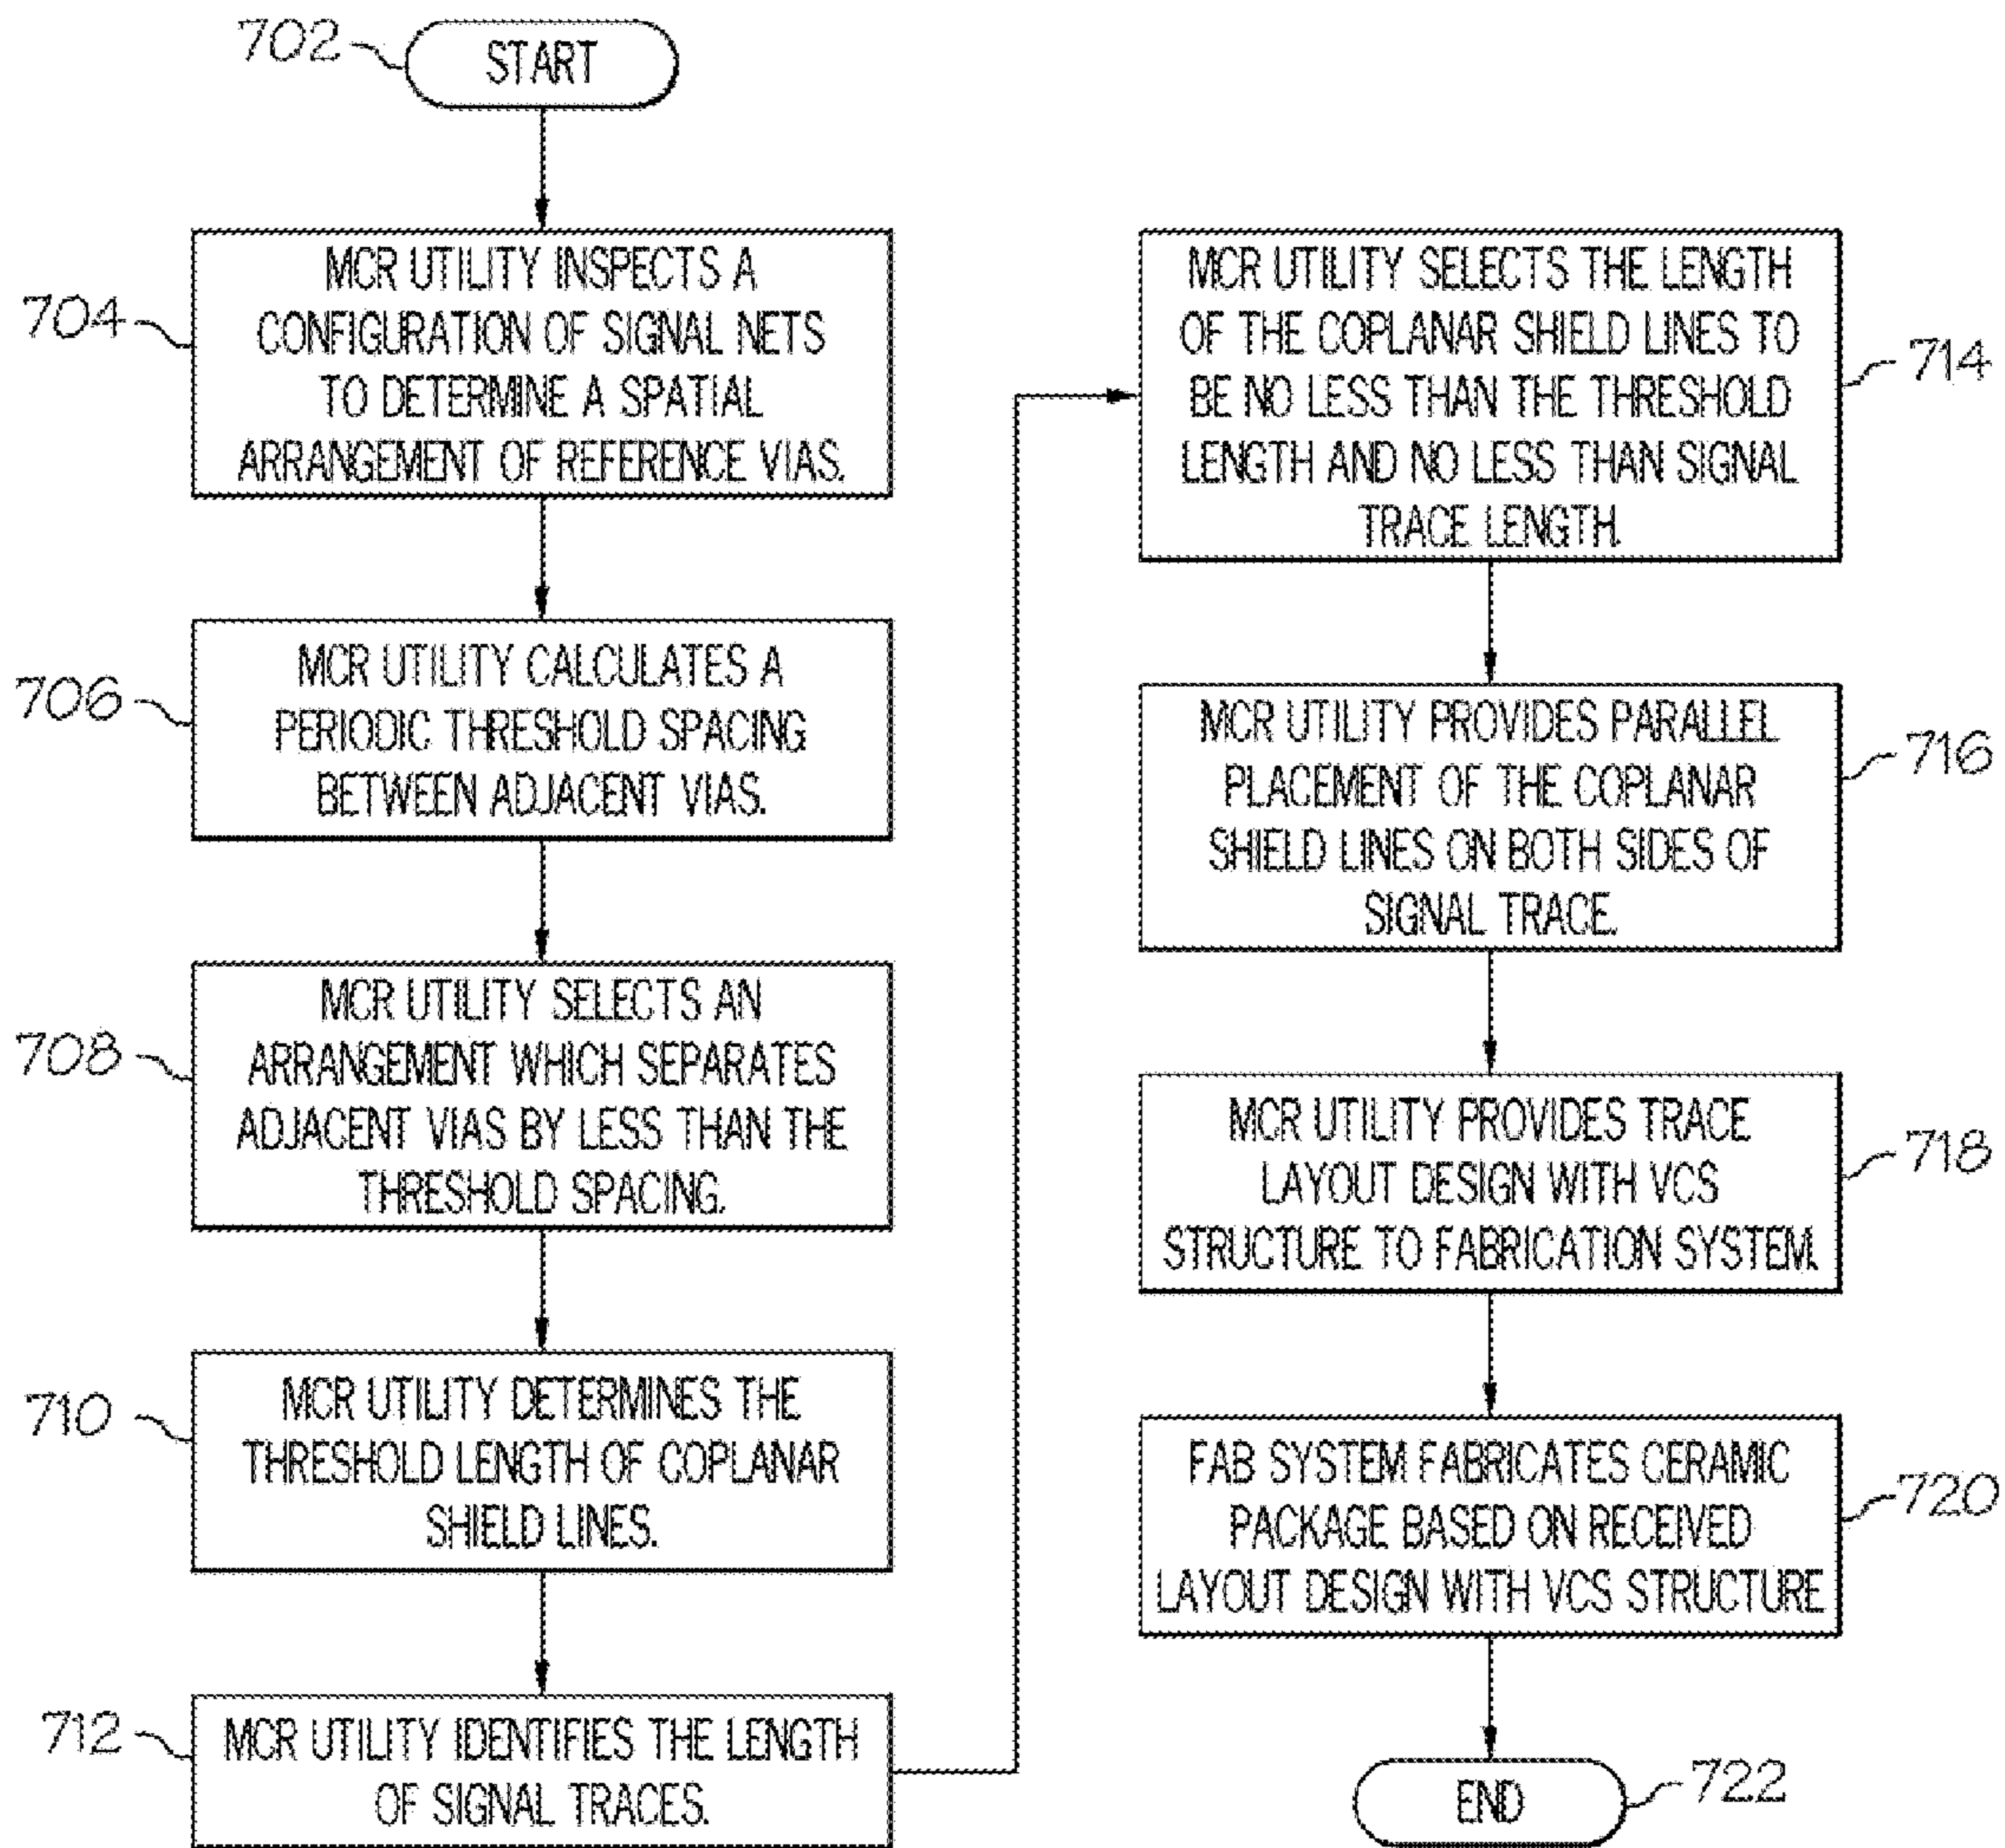 702
START
704
MCR UTILITY INSPECTS A
CONFIGURATION OF SIGNAL NETS
TO DETERMINE A SPATIAL
ARRANGEMENT OF REFERENCE VIAS.
706
MCR UTILITY CALCULATES A
PERIODIC THRESHOLD SPACING
BETWEEN ADJACENT VIAS.
708
MCR UTILITY SELECTS AN
ARRANGEMENT WHICH SEPARATES
ADJACENT VIAS BY LESS THAN THE
THRESHOLD SPACING.
710
MCR UTILITY DETERMINES THE
THRESHOLD LENGTH OF COPLANAR
SHIELD LINES.
712
MCR UTILITY IDENTIFIES THE LENGTH
OF SIGNAL TRACES.
MCR UTILITY SELECTS THE LENGTH
OF THE COPLANAR SHIELD LINES TO
BE NO LESS THAN THE THRESHOLD
LENGTH AND NO LESS THAN SIGNAL
TRACE LENGTH.
714
MCR UTILITY PROVIDES PARALLEL
PLACEMENT OF THE COPLANAR
SHIELD LINES ON BOTH SIDES OF
SIGNAL TRACE.
716
MCR UTILITY PROVIDES TRACE
LAYOUT DESIGN WITH VCS
STRUCTURE TO FABRICATION SYSTEM.
718
FAB SYSTEM FABRICATES CERAMIC
PACKAGE BASED ON RECEIVED
LAYOUT DESIGN WITH VCS STRUCTURE
720
END
722